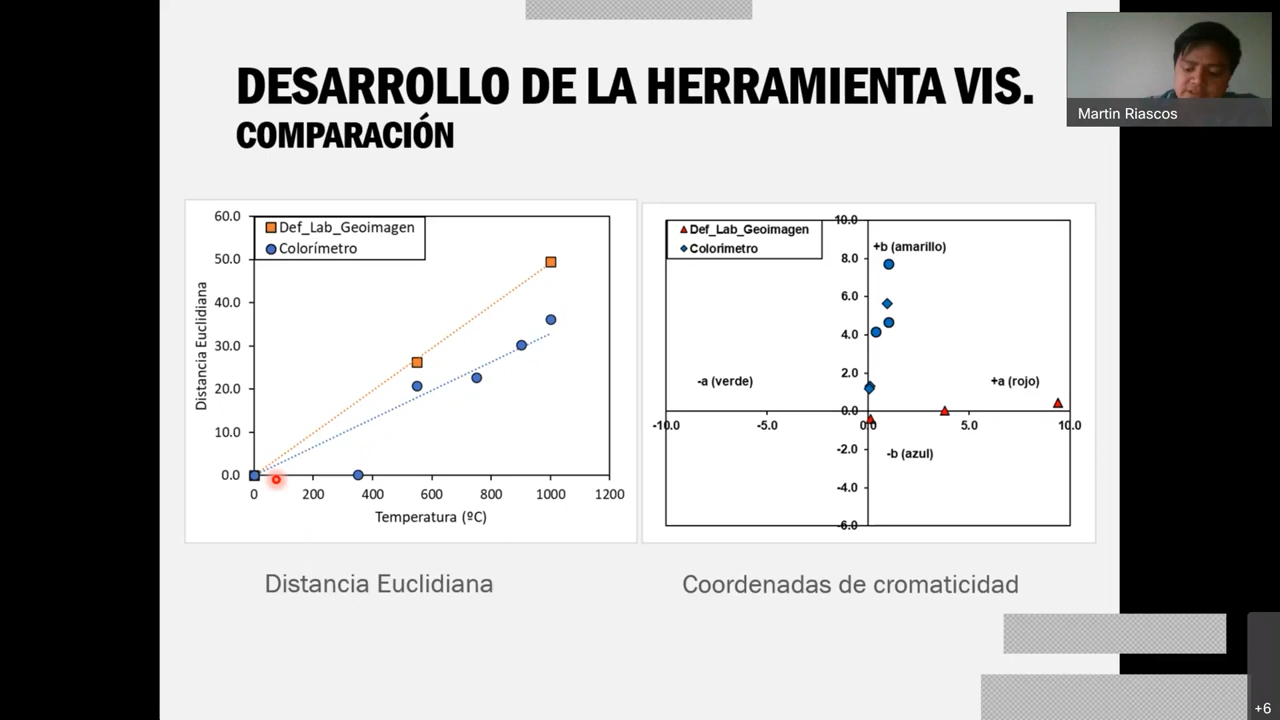 DESARROLLO DE LA HERRAMIENTA VIS.
COMPARACIÓN
Martin Riascos
Def_Lab_Geoimagen
Colorímetro
60.0
50.0
40.0
30.0
20.0
10.0
0.0
Distancia Euclidiana
0
200
400
600
800
1000
1200
Temperatura (ºC)
Def_Lab_Geoimagen
Colorimetro
10.0
8.0
6.0
4.0
2.0
0.0
-2.0
-4.0
-6.0
+b (amarillo)
-a (verde)
+a (rojo)
-b (azul)
-10.0
-5.0
0.0
5.0
10.0
Distancia Euclidiana
Coordenadas de cromaticidad
+6